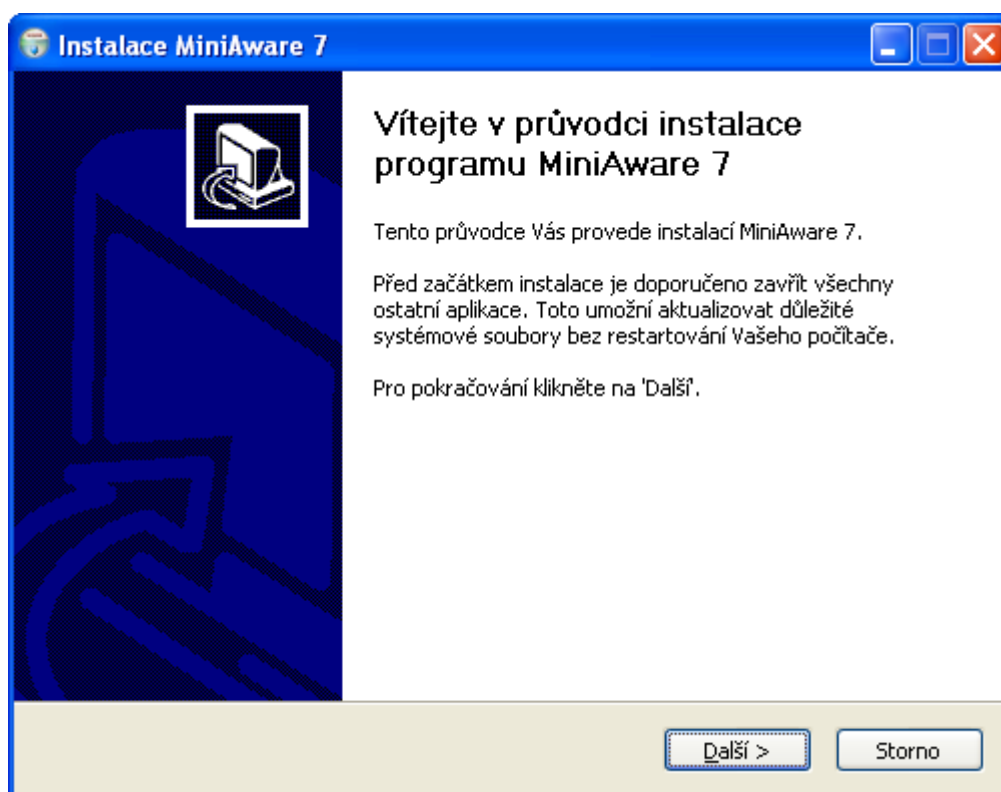 Instalace MiniAware 7
Vítejte v průvodci instalace
programu MiniAware 7
Tento průvodce Vás provede instalací MiniAware 7.
Před začátkem instalace je doporučeno zavřít všechny
ostatní aplikace. Toto umožní aktualizovat důležité
systémové soubory bez restartování Vašeho počítače.
Pro pokračování klikněte na 'Další'.
Další >
Storno